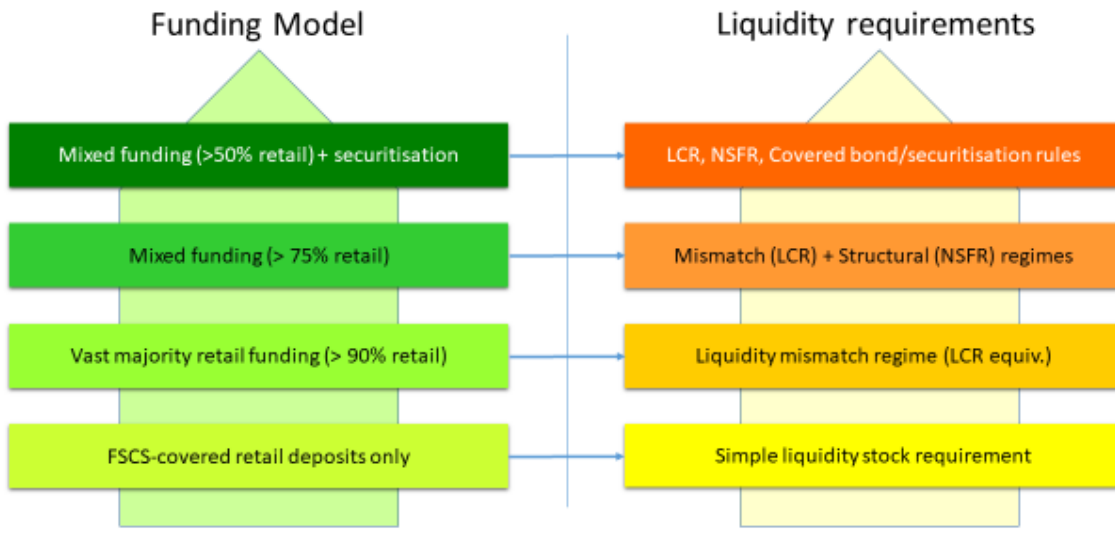 Funding Model
Liquidity requirements
Mixed funding (>50% retail) + securitisation
LCR, NSFR, Covered bond/securitisation rules
Mixed funding (> 75% retail)
Mismatch (LCR) + Structural (NSFR) regimes
Vast majority retail funding (> 90% retail)
Liquidity mismatch regime (LCR equiv.)
FSCS-covered retail deposits only
Simple liquidity stock requirement